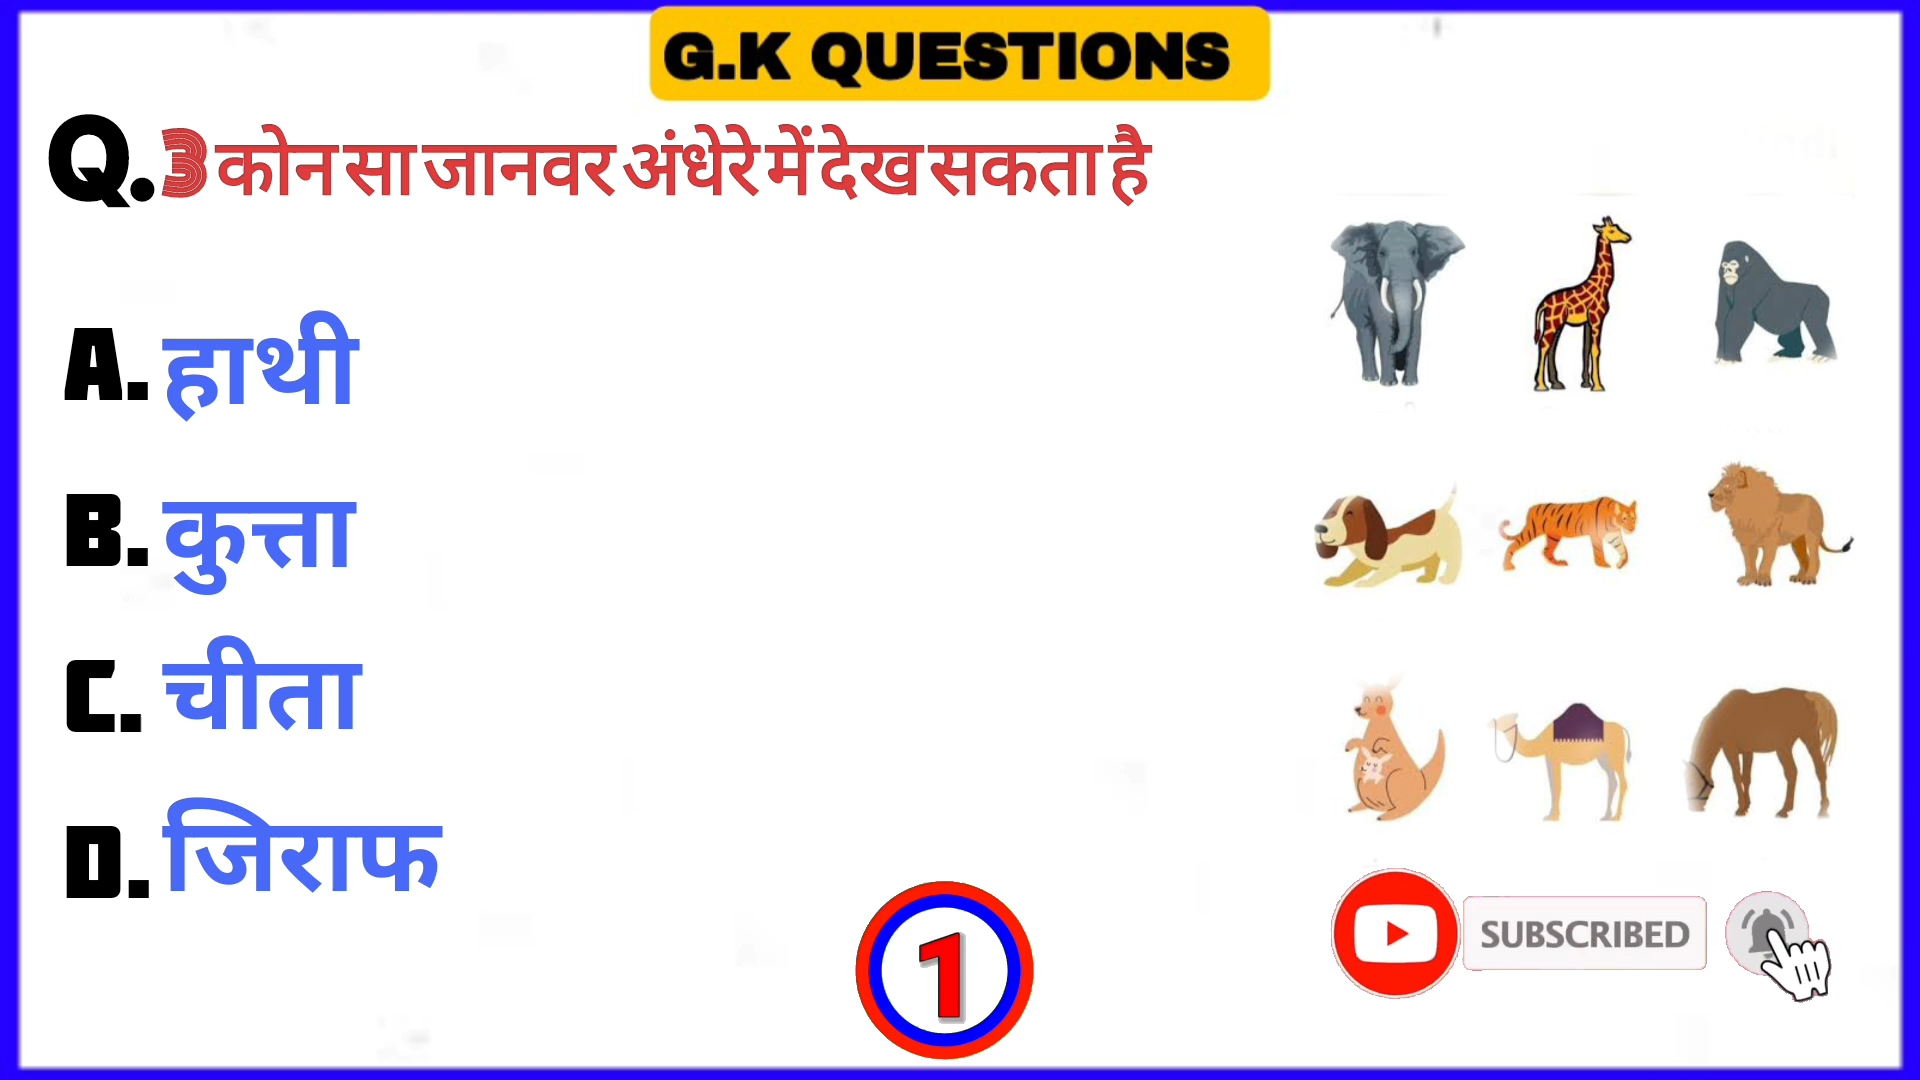 G.K QUESTIONS
Q.3 कोन सा जानवर अंधेरे में देख सकता है
A. हाथी
B. कुत्ता
C. चीता
D. जिराफ
1
SUBSCRIBED